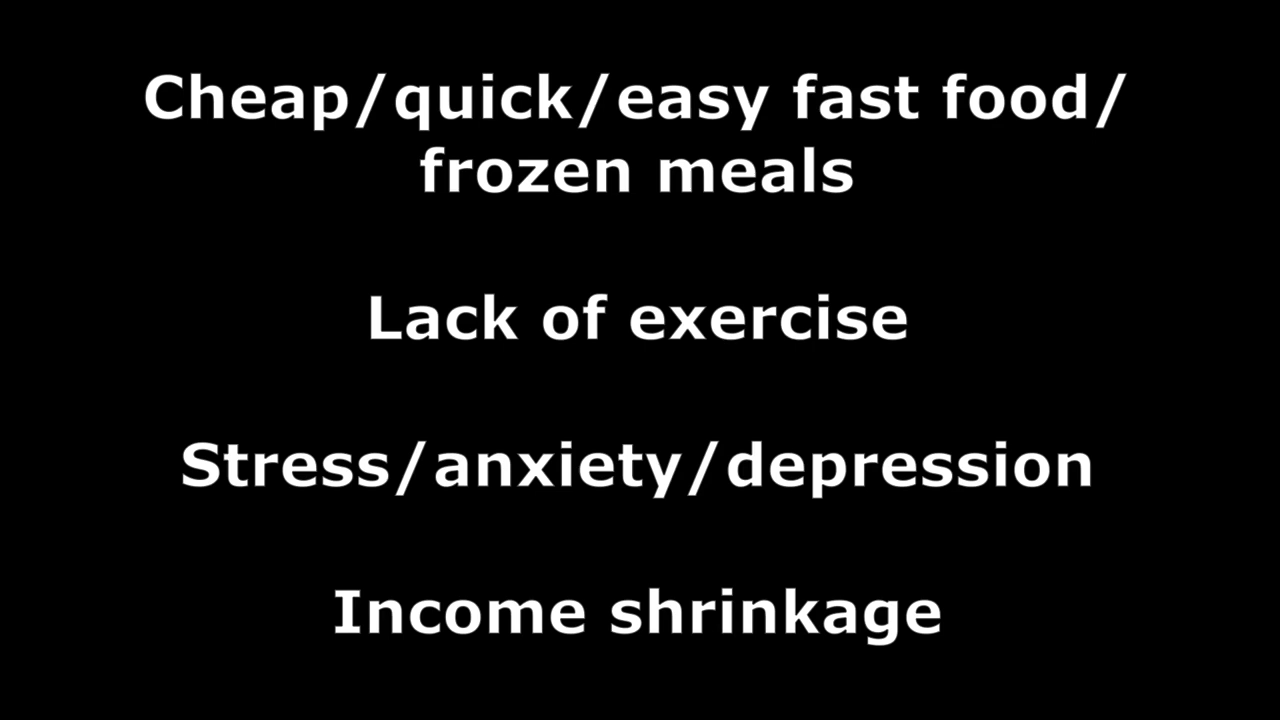 Cheap/quick/easy fast food/
frozen meals
Lack of exercise
Stress/anxiety/depression
Income shrinkage